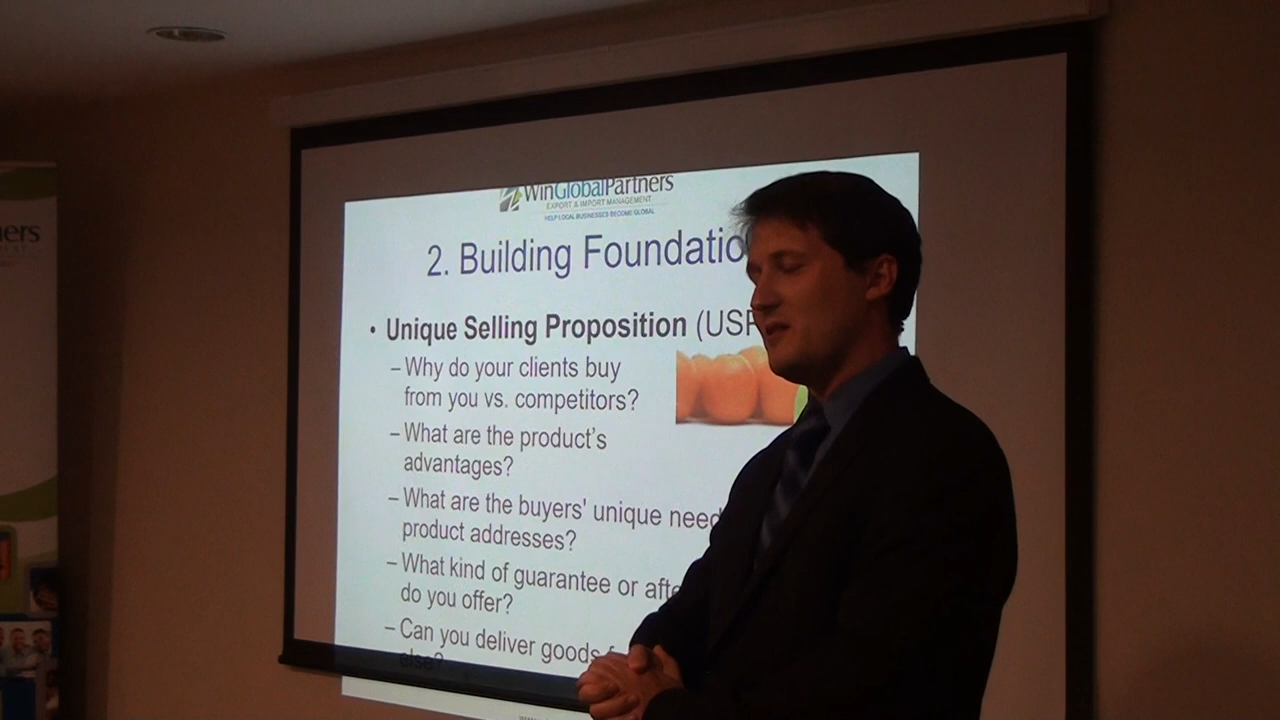 WinGlobalPartners
EXPORT & IMPORT MANAGEMENT
HELP LOCAL BUSINESSES BECOME GLOBAL
2. Building Foundatio
• Unique Selling Proposition (USP
– Why do your clients buy
from you vs. competitors?
– What are the product's
advantages?
– What are the buyers' unique need
product addresses?
– What kind of guarantee or afte
do you offer?
– Can you deliver goods f
else?
ers